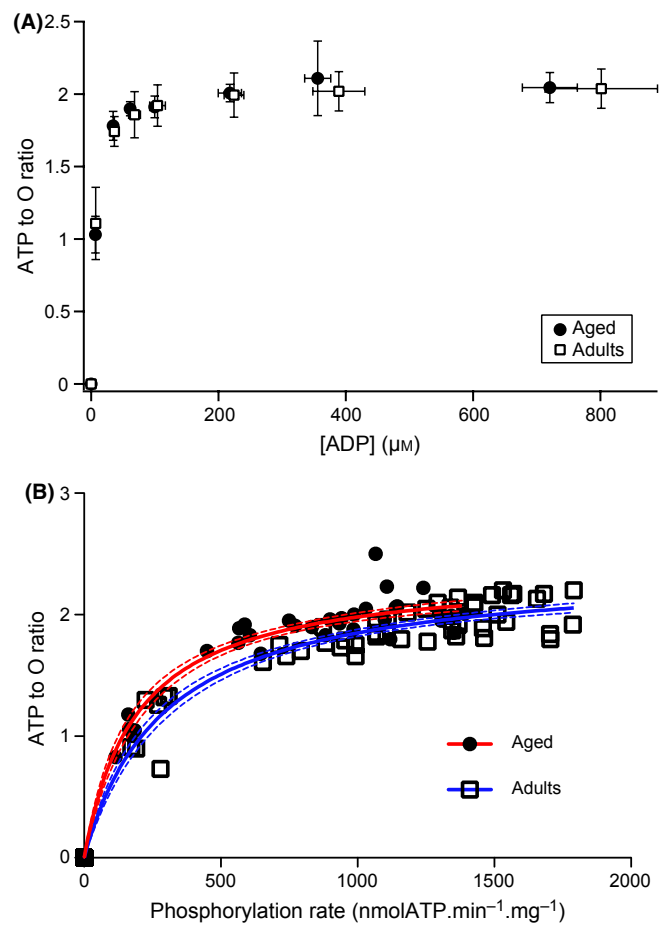 (A)
2.5
2
1.5
1
0.5
0
ATP to O ratio
Aged
Adults
0 200 400 600 800
[ADP] (μM)
(B)
3
2
1
0
ATP to O ratio
Aged
Adults
0 500 1000 1500 2000
Phosphorylation rate (nmolATP.min⁻¹.mg⁻¹)